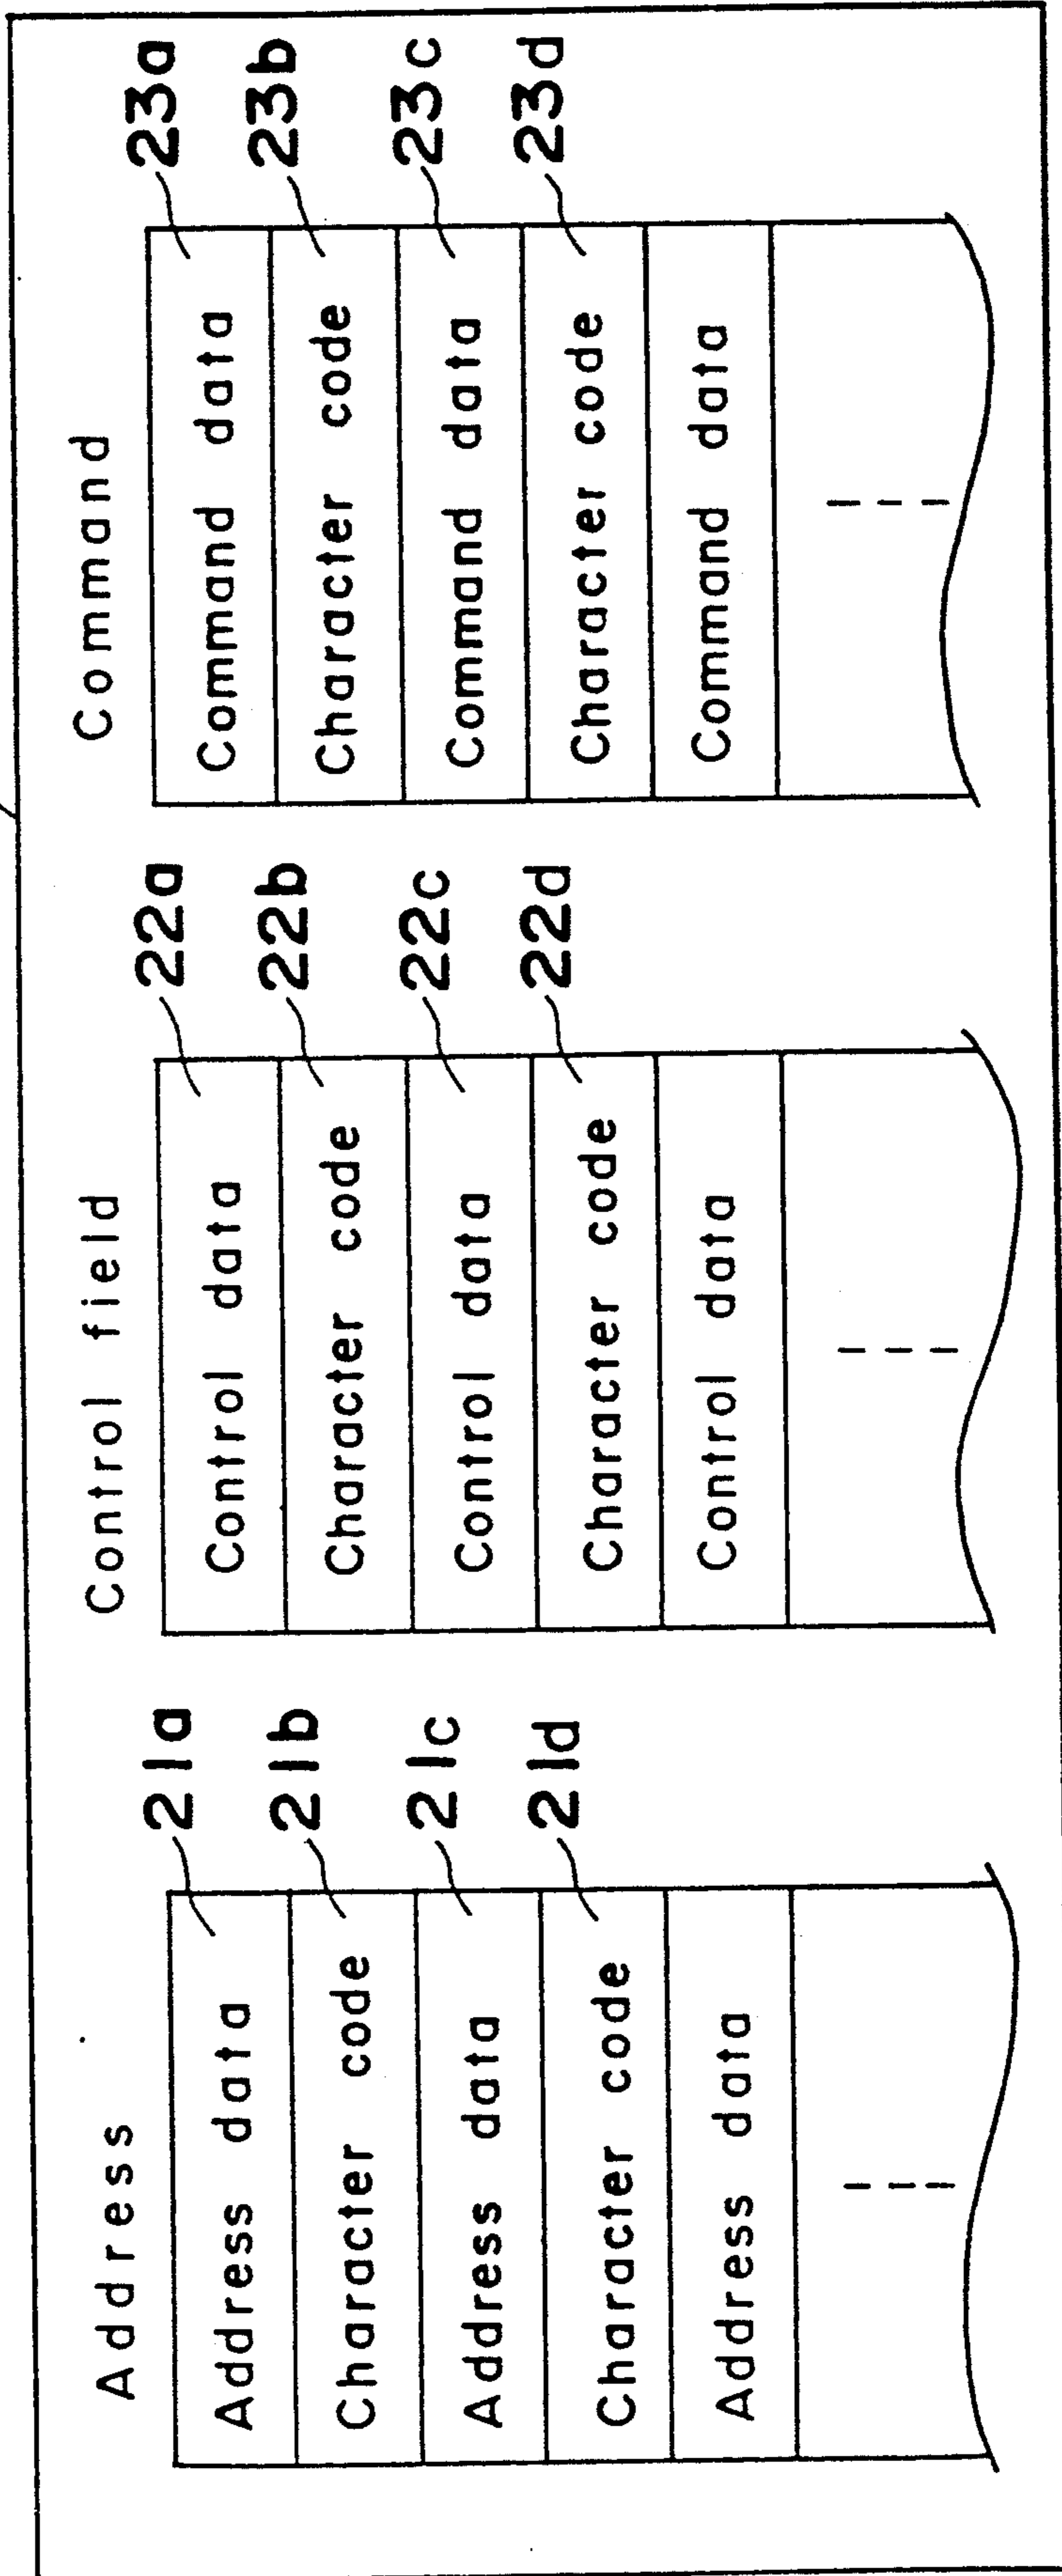 Address
Address data 21a
Character code 21b
Address data 21c
Character code 21d
Address data
Control field
Control data 22a
Character code 22b
Control data 22c
Character code 22d
Control data
Command
Command data 23a
Character code 23b
Command data 23c
Character code 23d
Command data